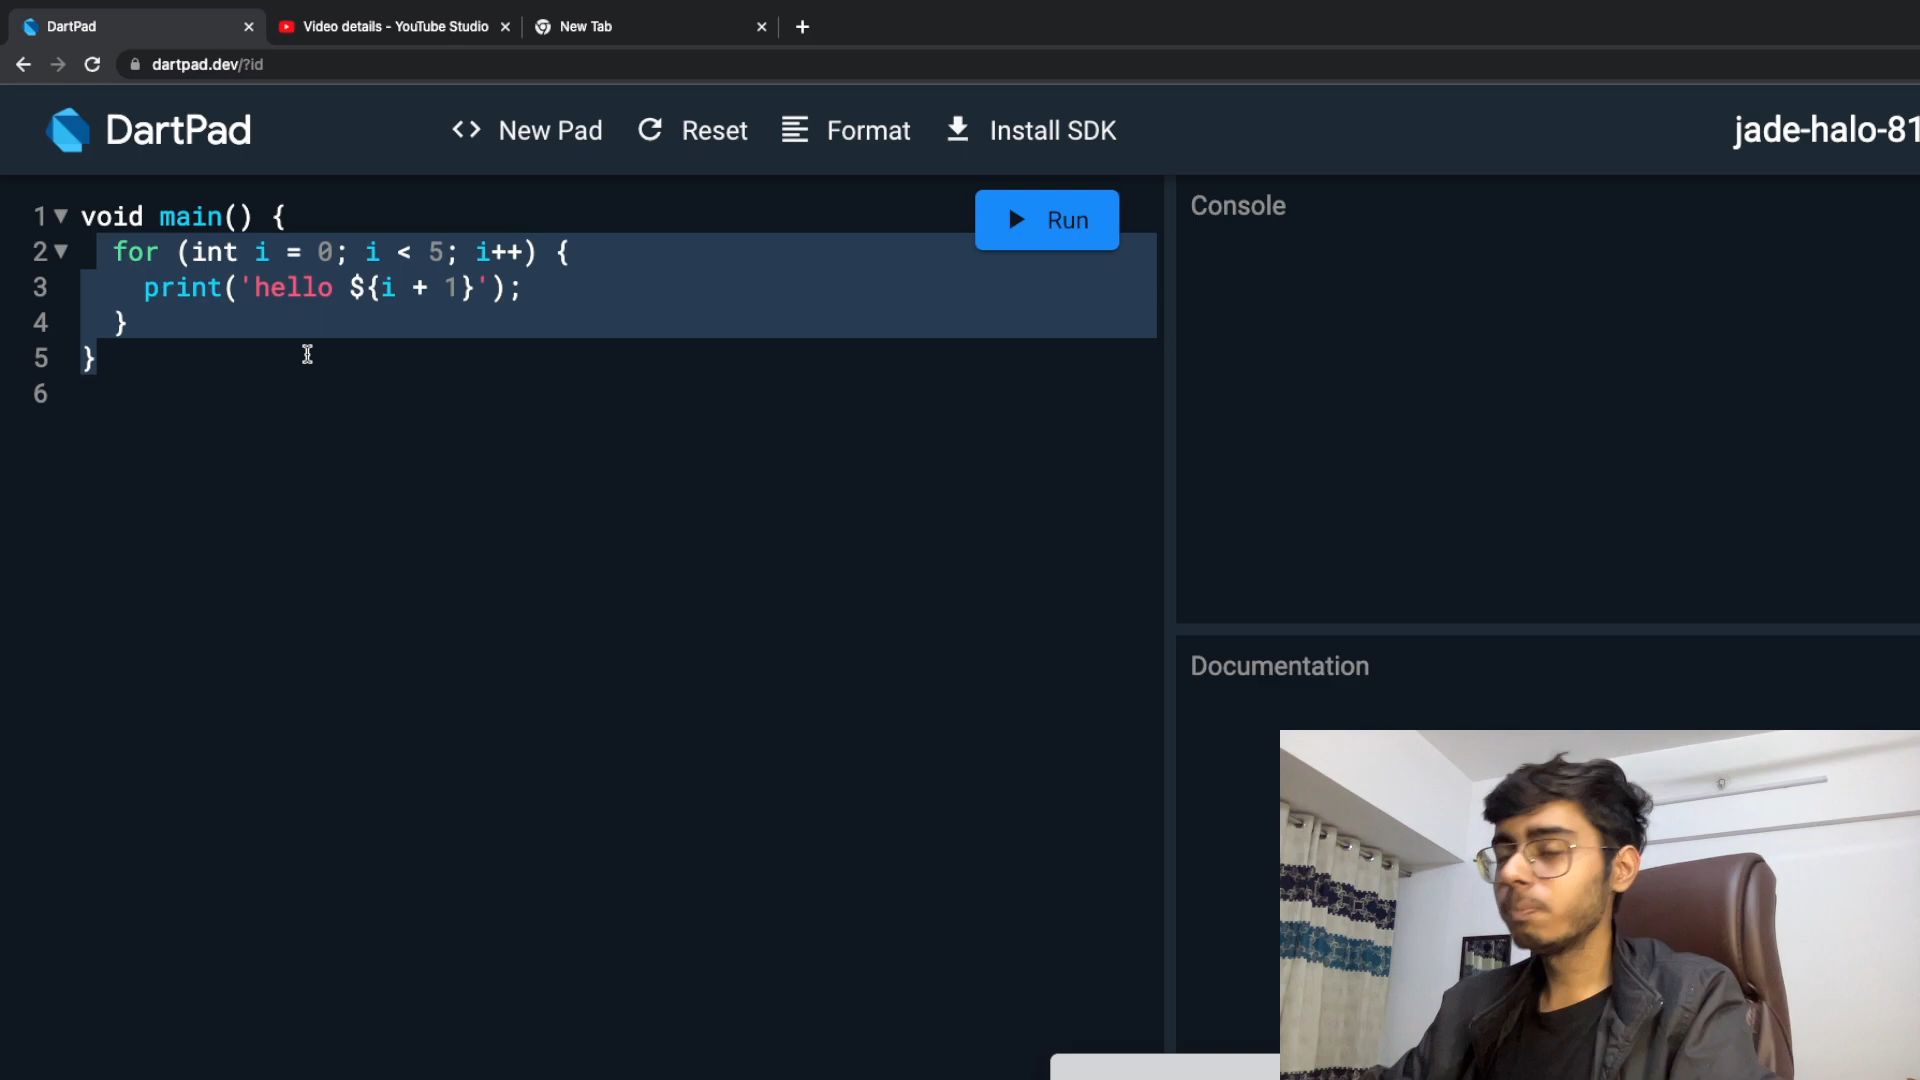 DartPad
Video details - YouTube Studio
New Tab
dartpad.dev/?id
DartPad
New Pad
Reset
Format
Install SDK
jade-halo-81
1 void main() {
2 for (int i = 0; i < 5; i++) {
3 print('hello ${i + 1}');
4 }
5 }
6
Run
Console
Documentation